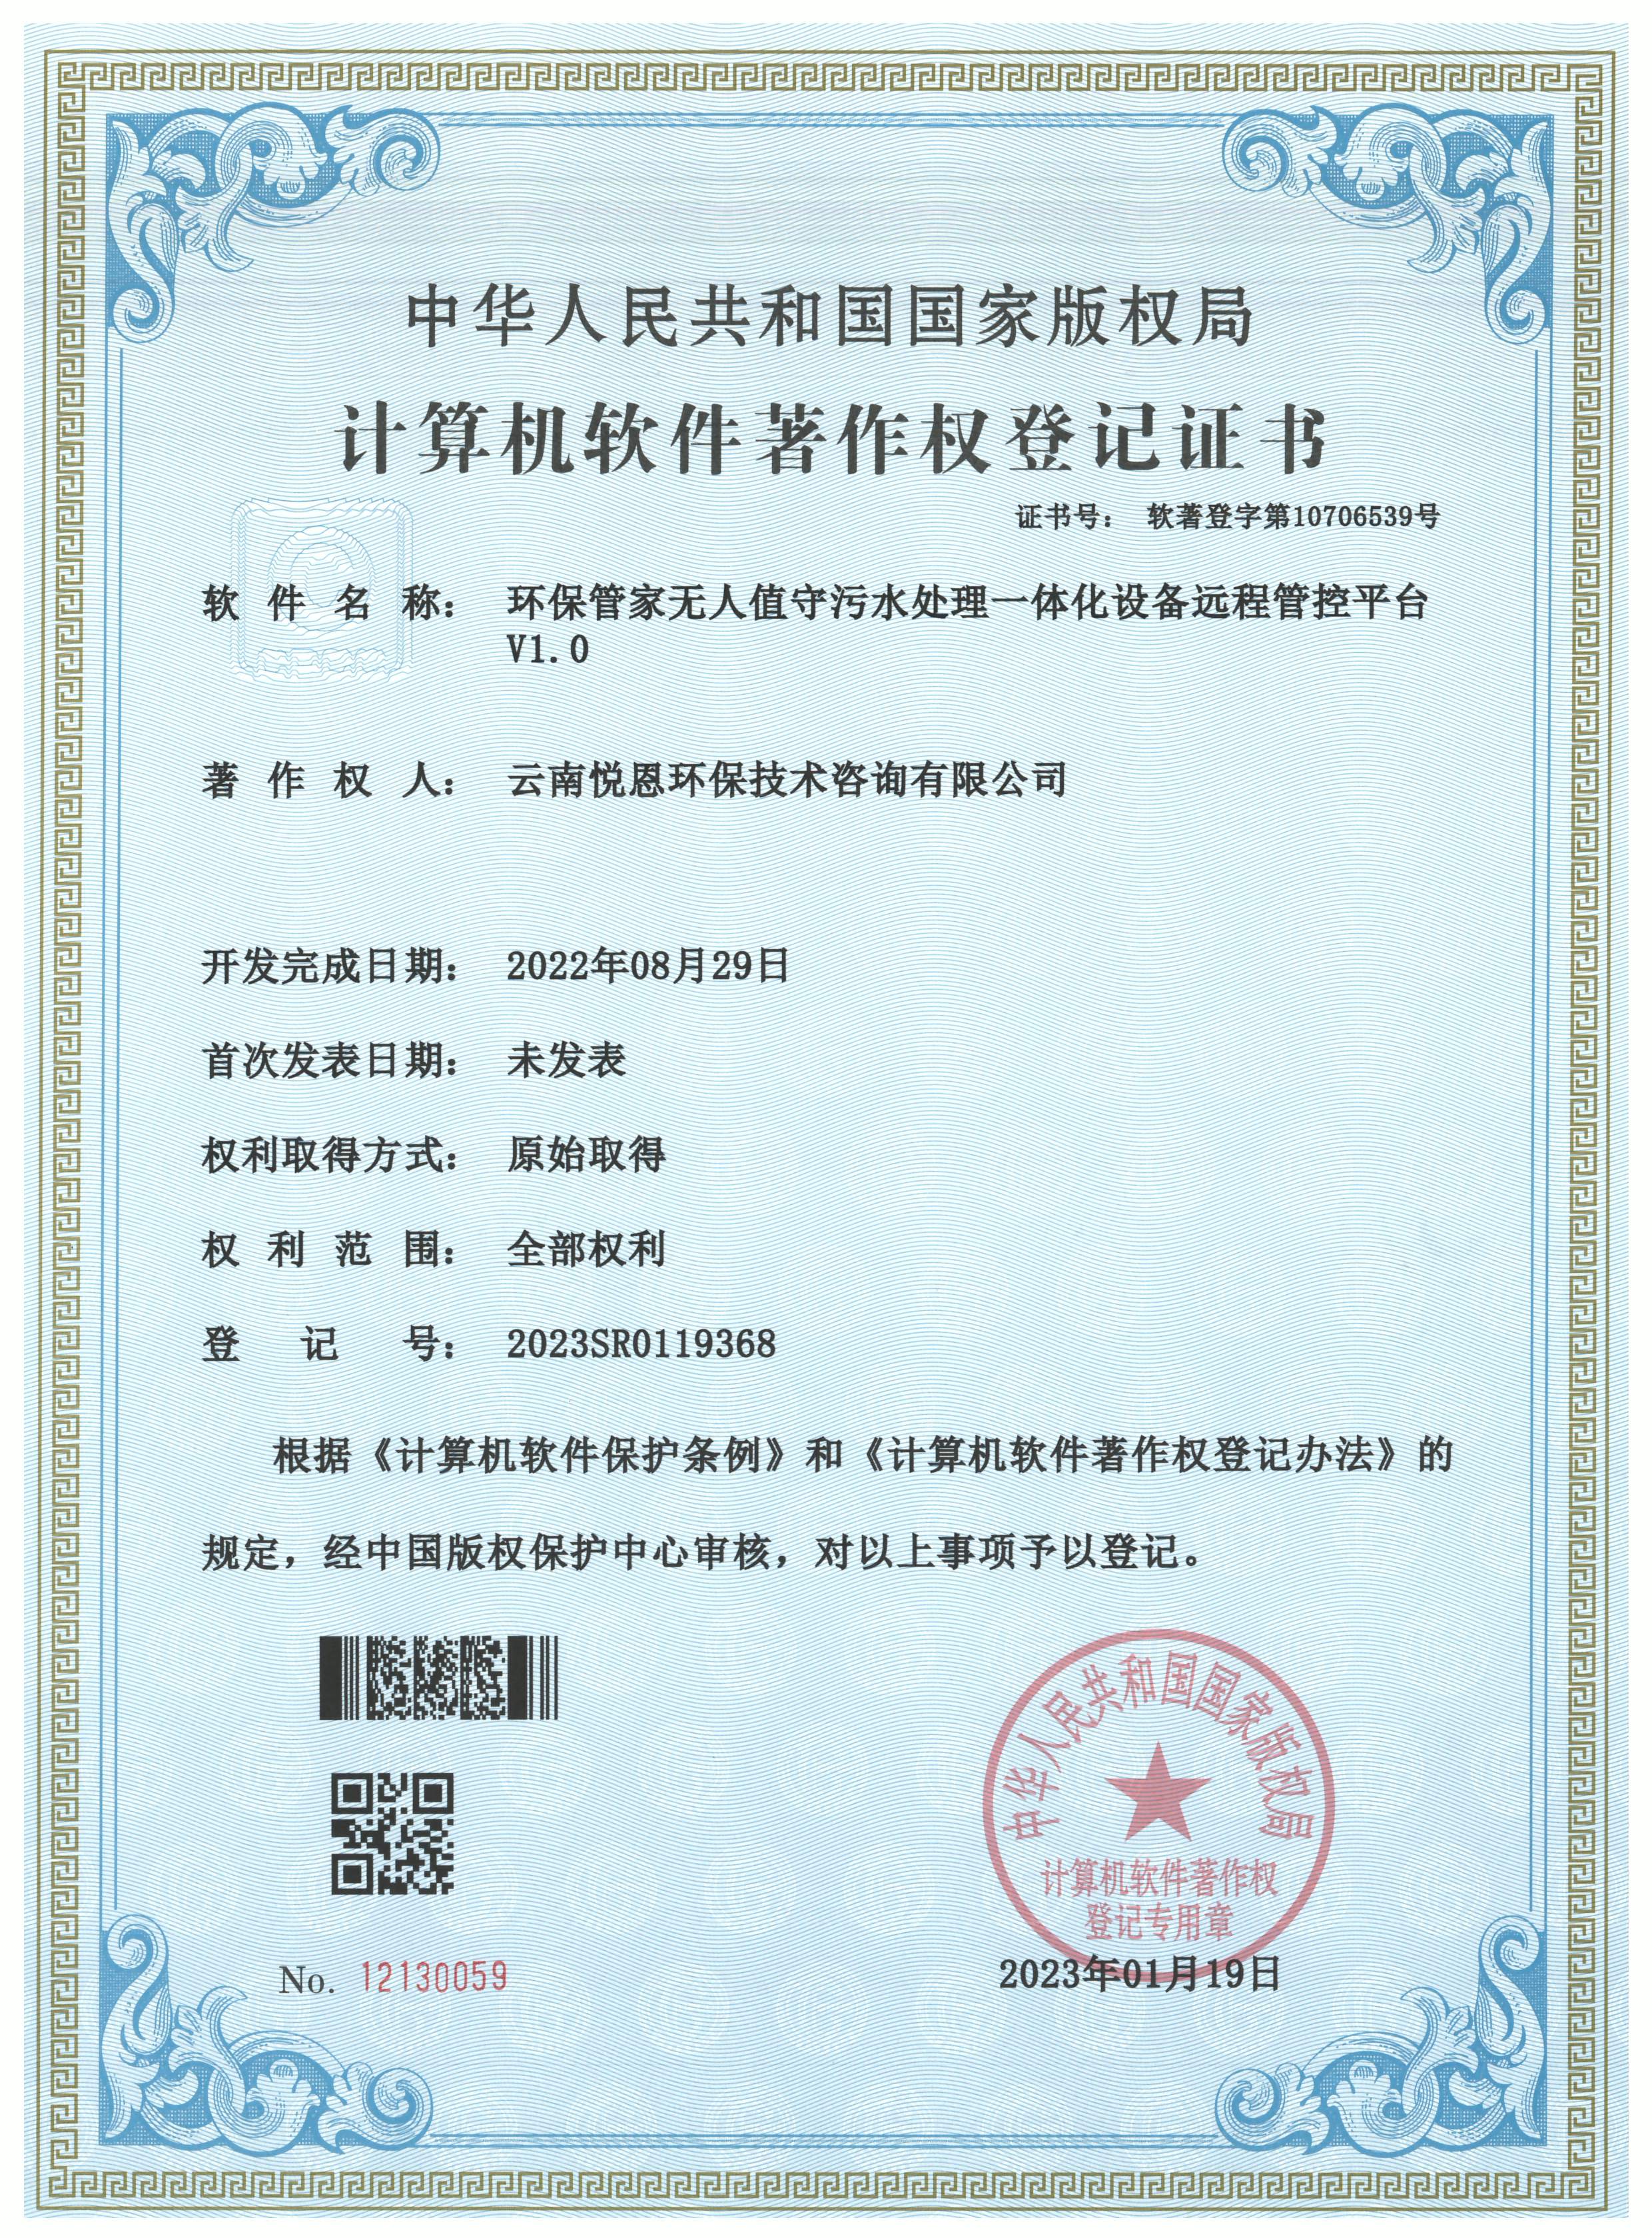 中华人民共和国国家版权局
计算机软件著作权登记证书
证书号： 软著登字第10706539号
软件名称： 环保管家无人值守污水处理一体化设备远程管控平台
V1.0
著作权人： 云南悦恩环保技术咨询有限公司
开发完成日期： 2022年08月29日
首次发表日期： 未发表
权利取得方式： 原始取得
权利范围： 全部权利
登记号： 2023SR0119368
根据《计算机软件保护条例》和《计算机软件著作权登记办法》的
规定，经中国版权保护中心审核，对以上事项予以登记。
中华人民共和国国家版权局
计算机软件著作权
登记专用章
No. 12130059
2023年01月19日